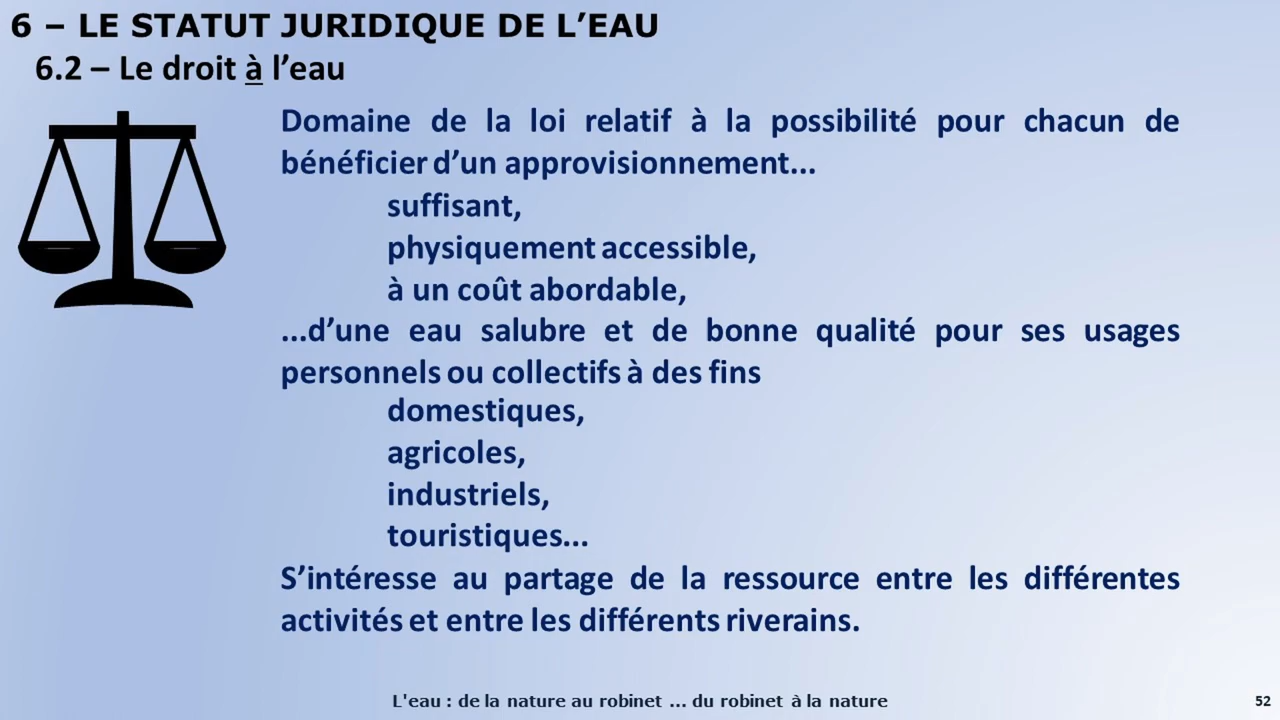 6 – LE STATUT JURIDIQUE DE L’EAU
6.2 – Le droit à l’eau
Domaine de la loi relatif à la possibilité pour chacun de
bénéficier d’un approvisionnement...
suffisant,
physiquement accessible,
à un coût abordable,
...d’une eau salubre et de bonne qualité pour ses usages
personnels ou collectifs à des fins
domestiques,
agricoles,
industriels,
touristiques...
S’intéresse au partage de la ressource entre les différentes
activités et entre les différents riverains.
L'eau : de la nature au robinet ... du robinet à la nature
52